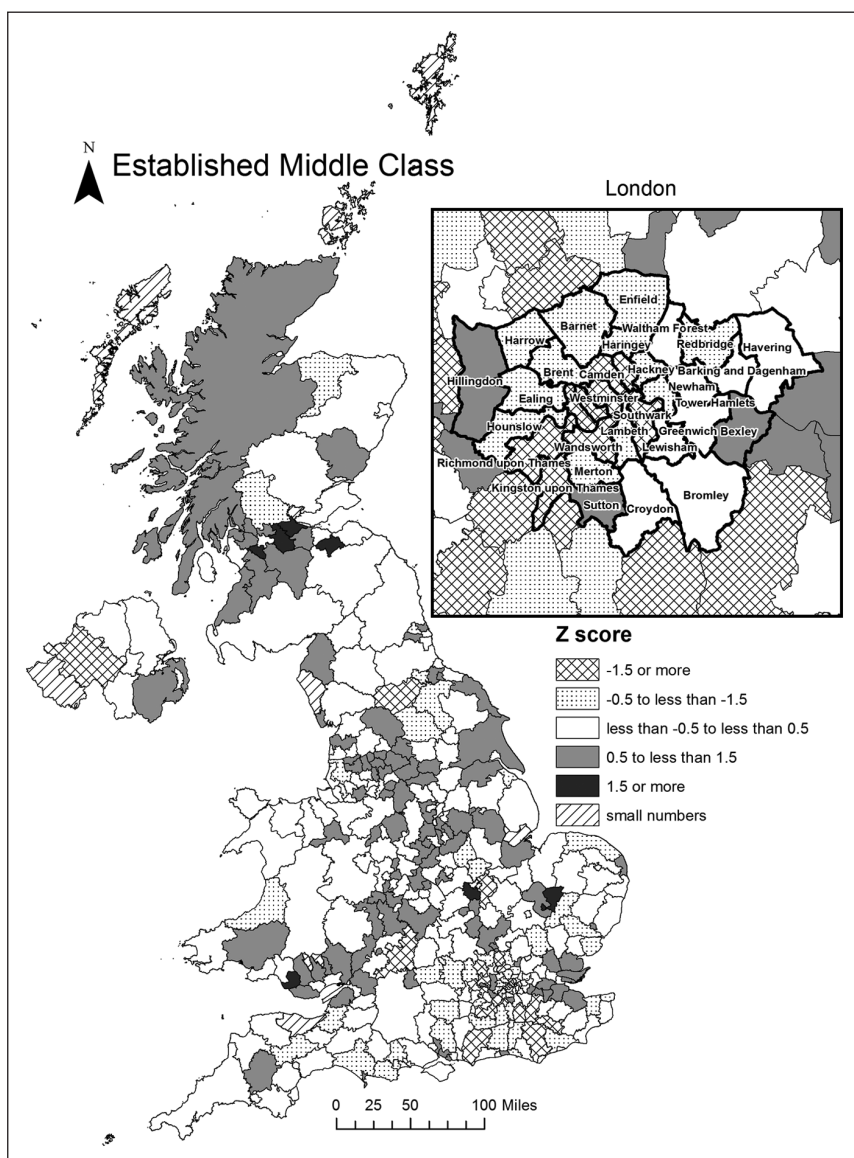 N
Established Middle Class
London
Enfield
Barnet
Waltham Forest
Harrow
Haringey
Redbridge
Havering
Brent
Camden
Hackney
Barking and Dagenham
Hillingdon
Newham
Ealing
Westminster
Tower Hamlets
Southwark
Hounslow
Lambeth
Greenwich
Bexley
Wandsworth
Lewisham
Richmond upon Thames
Merton
Kingston upon Thames
Bromley
Sutton
Croydon
Z score
-1.5 or more
-0.5 to less than -1.5
less than -0.5 to less than 0.5
0.5 to less than 1.5
1.5 or more
small numbers
0 25 50 100 Miles